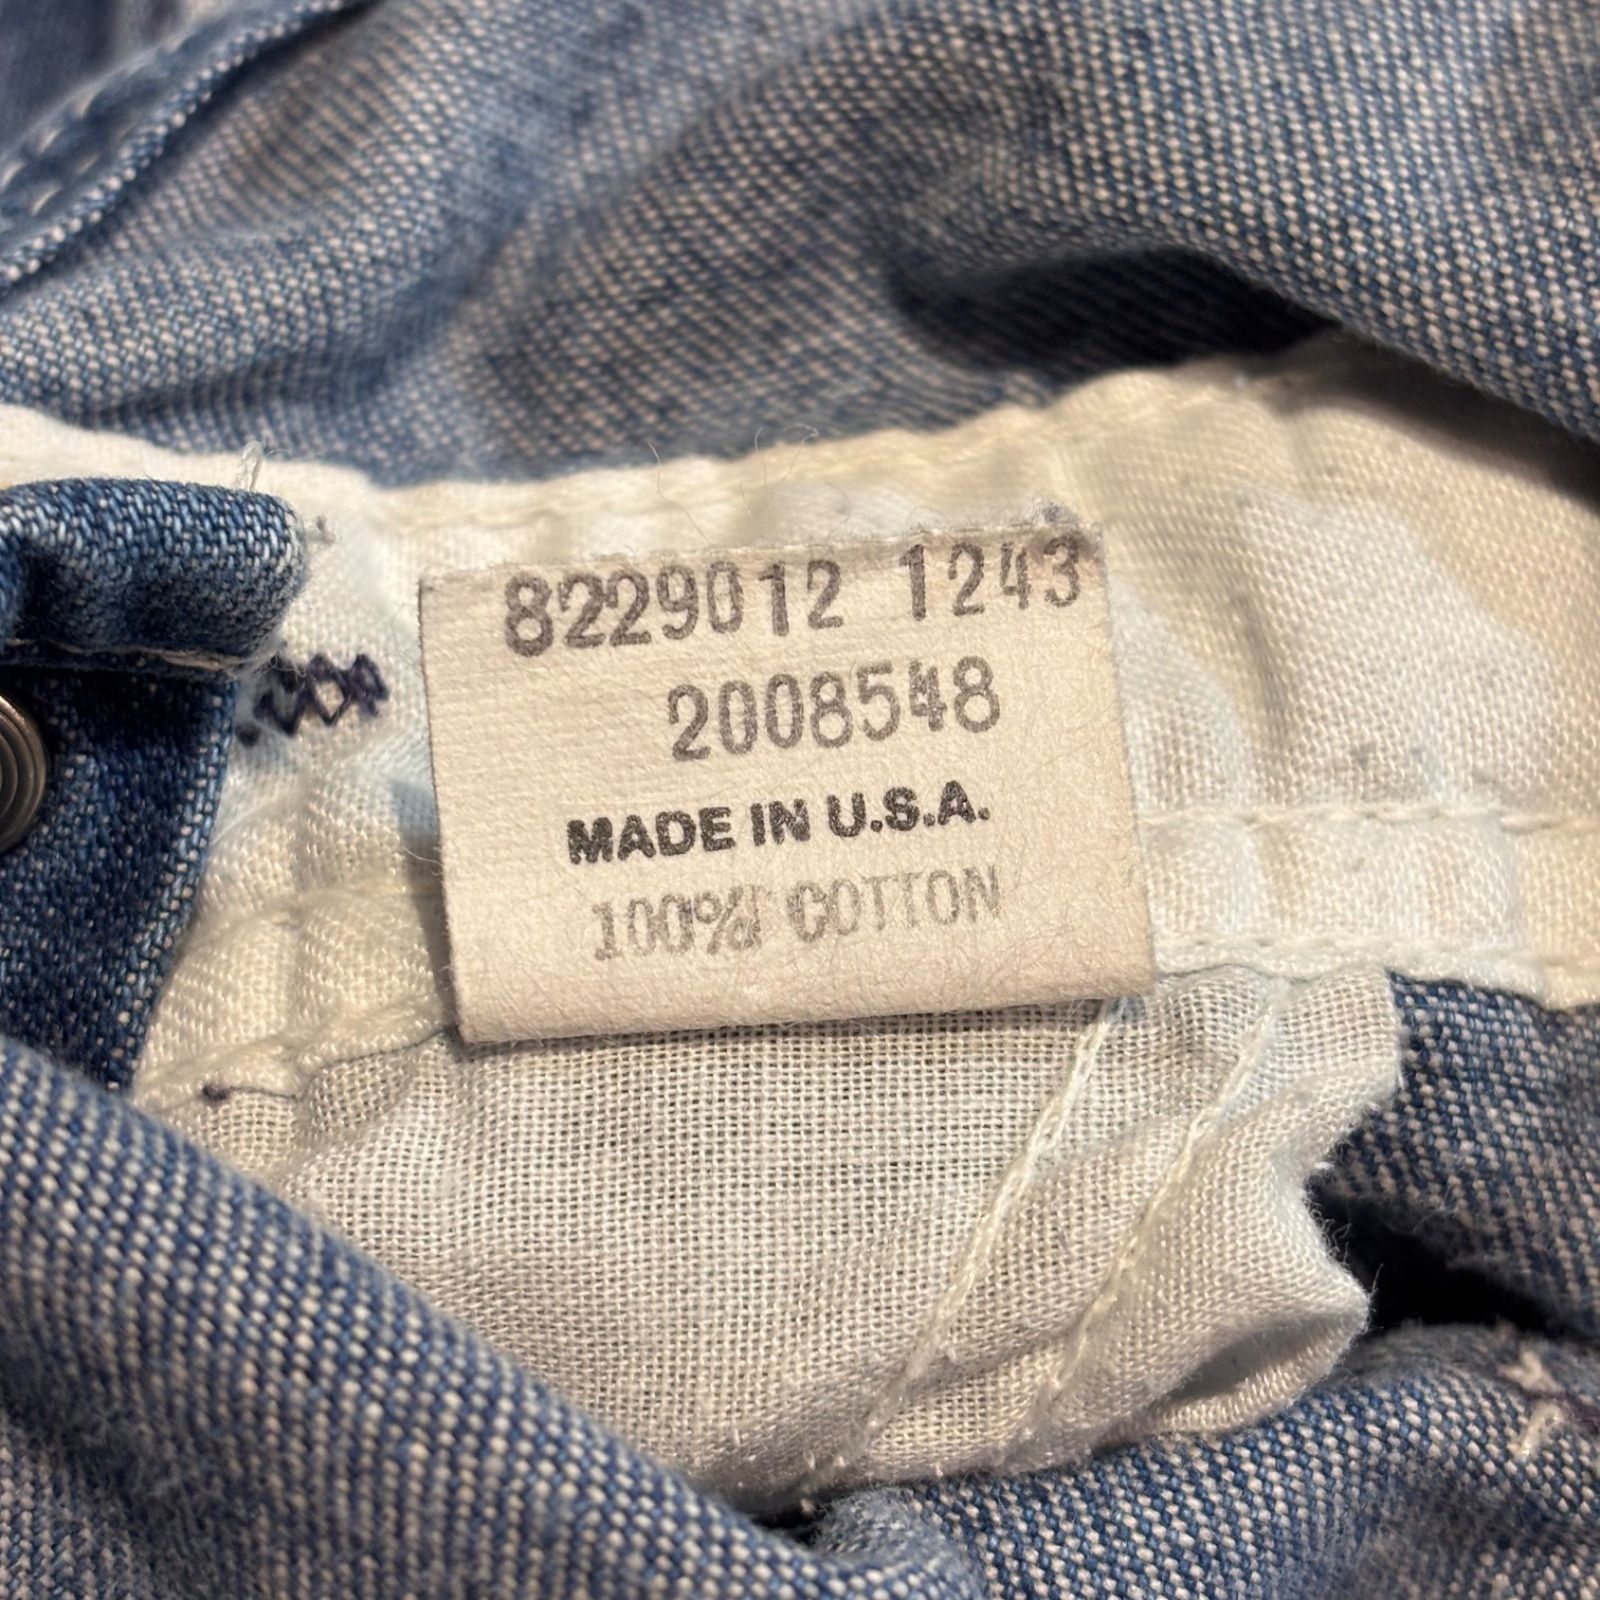 8229012 1243
2008548
MADE IN U.S.A.
100% COTTON